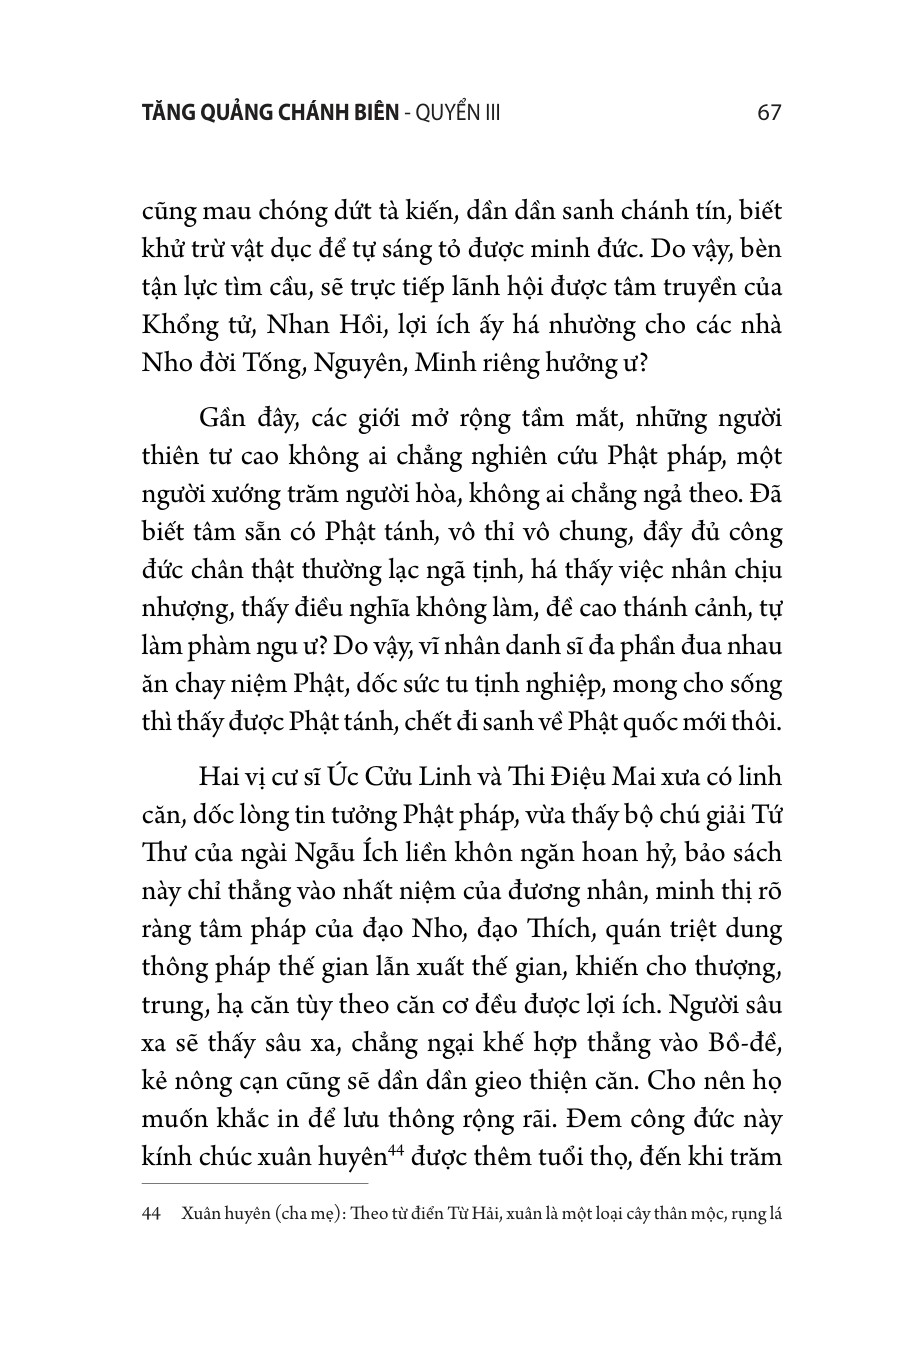 TĂNG QUẢNG CHÁNH BIÊN - QUYỂN III 67
cũng mau chóng dứt tà kiến, dần dần sanh chánh tín, biết
khử trừ vật dục để tự sáng tỏ được minh đức. Do vậy, bèn
tận lực tìm cầu, sẽ trực tiếp lãnh hội được tâm truyền của
Khổng tử, Nhan Hồi, lợi ích ấy há nhường cho các nhà
Nho đời Tống, Nguyên, Minh riêng hưởng ư?
Gần đây, các giới mở rộng tầm mắt, những người
thiên tư cao không ai chẳng nghiên cứu Phật pháp, một
người xướng trăm người hòa, không ai chẳng ngả theo. Đã
biết tâm sẵn có Phật tánh, vô thỉ vô chung, đầy đủ công
đức chân thật thường lạc ngã tịnh, há thấy việc nhân chịu
nhượng, thấy điều nghĩa không làm, đề cao thánh cảnh, tự
làm phàm ngu ư? Do vậy, vĩ nhân danh sĩ đa phần đua nhau
ăn chay niệm Phật, dốc sức tu tịnh nghiệp, mong cho sống
thì thấy được Phật tánh, chết đi sanh về Phật quốc mới thôi.
Hai vị cư sĩ Úc Cửu Linh và Thi Điệu Mai xưa có linh
căn, dốc lòng tin tưởng Phật pháp, vừa thấy bộ chú giải Tứ
Thư của ngài Ngẫu Ích liền khôn ngăn hoan hỷ, bảo sách
này chỉ thẳng vào nhất niệm của đương nhân, minh thị rõ
ràng tâm pháp của đạo Nho, đạo Thích, quán triệt dung
thông pháp thế gian lẫn xuất thế gian, khiến cho thượng,
trung, hạ căn tùy theo căn cơ đều được lợi ích. Người sâu
xa sẽ thấy sâu xa, chẳng ngại khế hợp thẳng vào Bồ-đề,
kẻ nông cạn cũng sẽ dần dần gieo thiện căn. Cho nên họ
muốn khắc in để lưu thông rộng rãi. Đem công đức này
kính chúc xuân huyên44 được thêm tuổi thọ, đến khi trăm
44 Xuân huyên (cha mẹ): Theo từ điển Từ Hải, xuân là một loại cây thân mộc, rụng lá